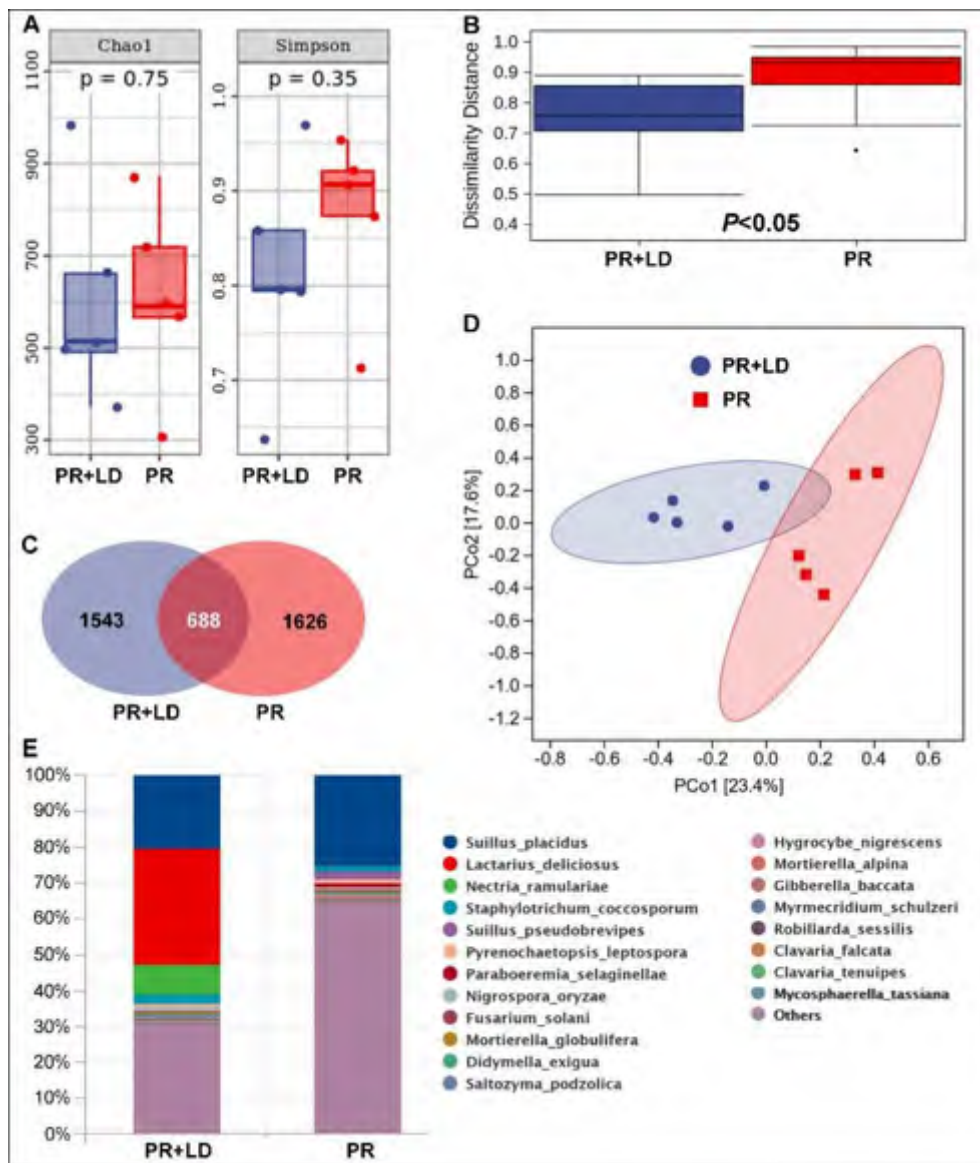 A
Chao1
p = 0.75
1100
900
700
500
300
PR+LD
PR
Simpson
p = 0.35
1.0
0.9
0.8
0.7
PR+LD
PR
B
Dissimilarity Distance
1.0
0.9
0.8
0.7
0.6
0.5
0.4
P<0.05
PR+LD
PR
C
1543
688
1626
PR+LD
PR
D
PCo2 [17.6%]
1.0
0.8
0.6
0.4
0.2
0.0
-0.2
-0.4
-0.6
-0.8
-1.0
-1.2
PR+LD
PR
-0.8
-0.6
-0.4
-0.2
0.0
0.2
0.4
0.6
PCo1 [23.4%]
E
100%
90%
80%
70%
60%
50%
40%
30%
20%
10%
0%
PR+LD
PR
Suillus_placidus
Lactarius_deliciosus
Nectria_ramulariae
Staphylotrichum_coccosporum
Suillus_pseudobrevipes
Pyrenochaetopsis_leptospora
Paraboeremia_selaginellae
Nigrospora_oryzae
Fusarium_solani
Mortierella_globulifera
Didymella_exigua
Saitozyma_podzolica
Hygrocybe_nigrescens
Mortierella_alpina
Gibberella_baccata
Myrmecridium_schulzeri
Robillarda_sessilis
Clavaria_falcata
Clavaria_tenuipes
Mycosphaerella_tassiana
Others